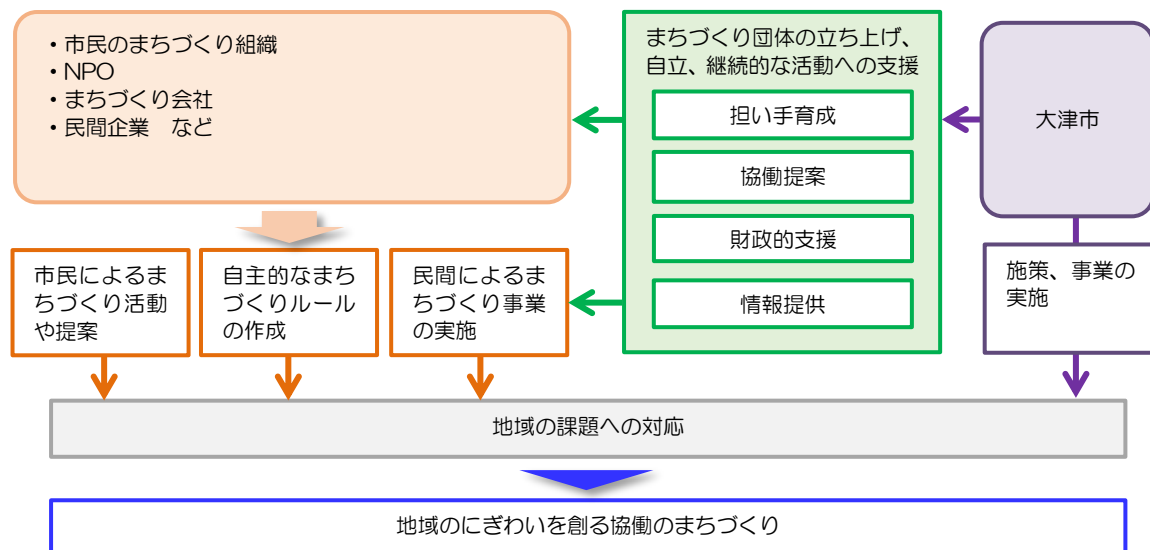 ・市民のまちづくり組織
・NPO
・まちづくり会社
・民間企業　など
まちづくり団体の立ち上げ、
自立、継続的な活動への支援
担い手育成
協働提案
財政的支援
情報提供
大津市
市民によるま
ちづくり活動
や提案
自主的なまち
づくりルール
の作成
民間によるま
ちづくり事業
の実施
施策、事業の
実施
地域の課題への対応
地域のにぎわいを創る協働のまちづくり